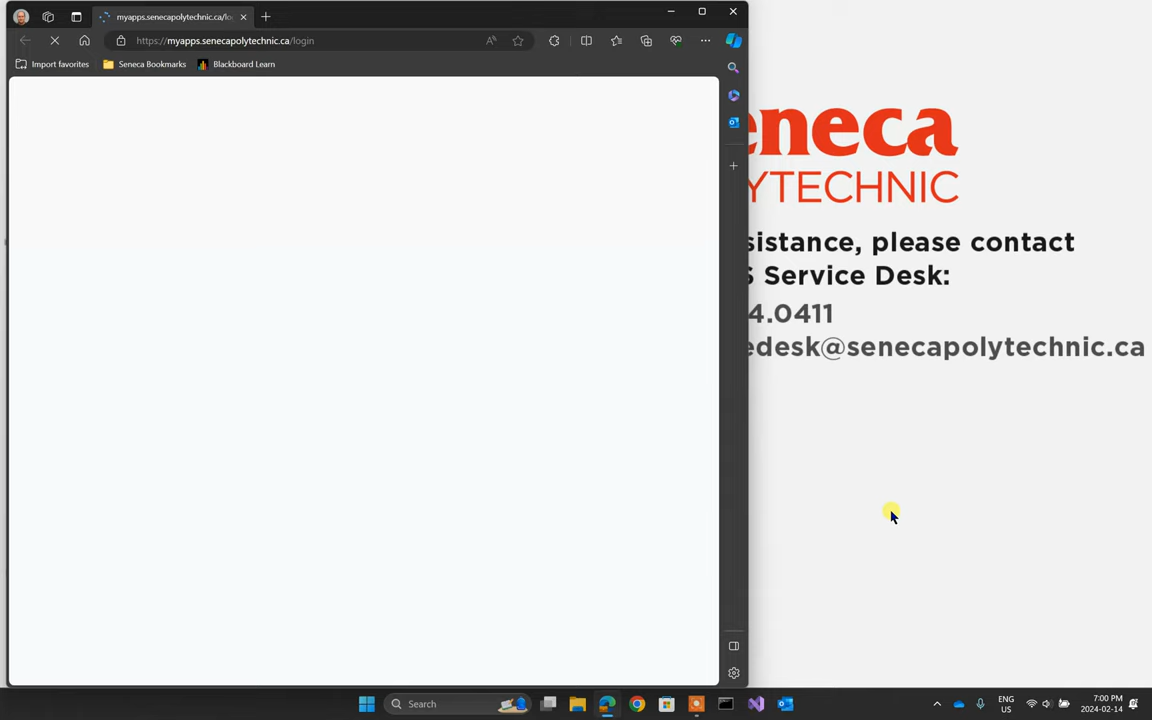 myapps.senecapolytechnic.ca/lo
https://myapps.senecapolytechnic.ca/login
Import favorites
Seneca Bookmarks
Blackboard Learn
eneca
YTECHNIC
sistance, please contact
S Service Desk:
4.0411
edesk@senecapolytechnic.ca
Search
ENG
US
7:00 PM
2024-02-14